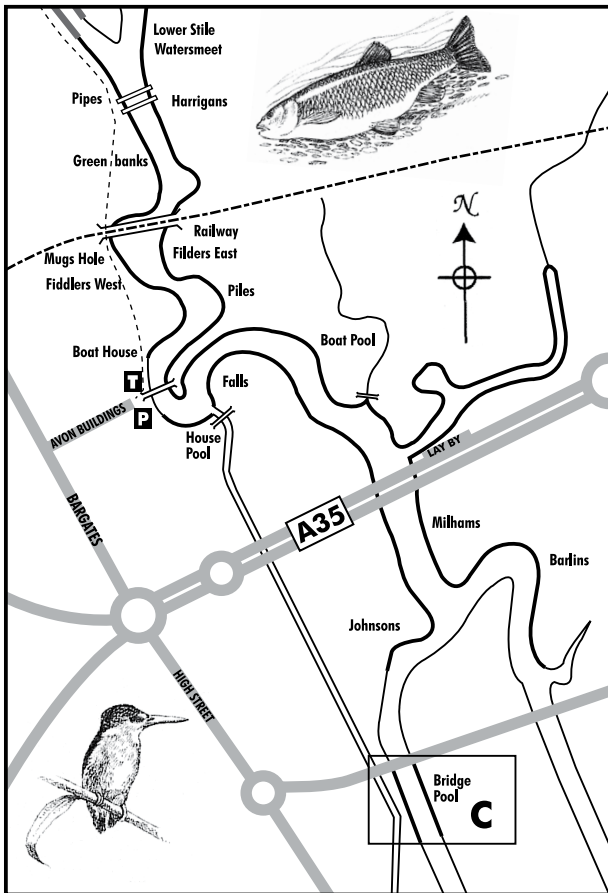 Lower Stile
Watersmeet
Pipes
Harrigans
Green banks
Railway
Filders East
Mugs Hole
Fiddlers West
Piles
N
Boat House
Boat Pool
T
Falls
P
AVON BUILDINGS
House
Pool
LAY BY
BARGATES
A35
Milhams
Barlins
Johnsons
HIGH STREET
Bridge
Pool
C